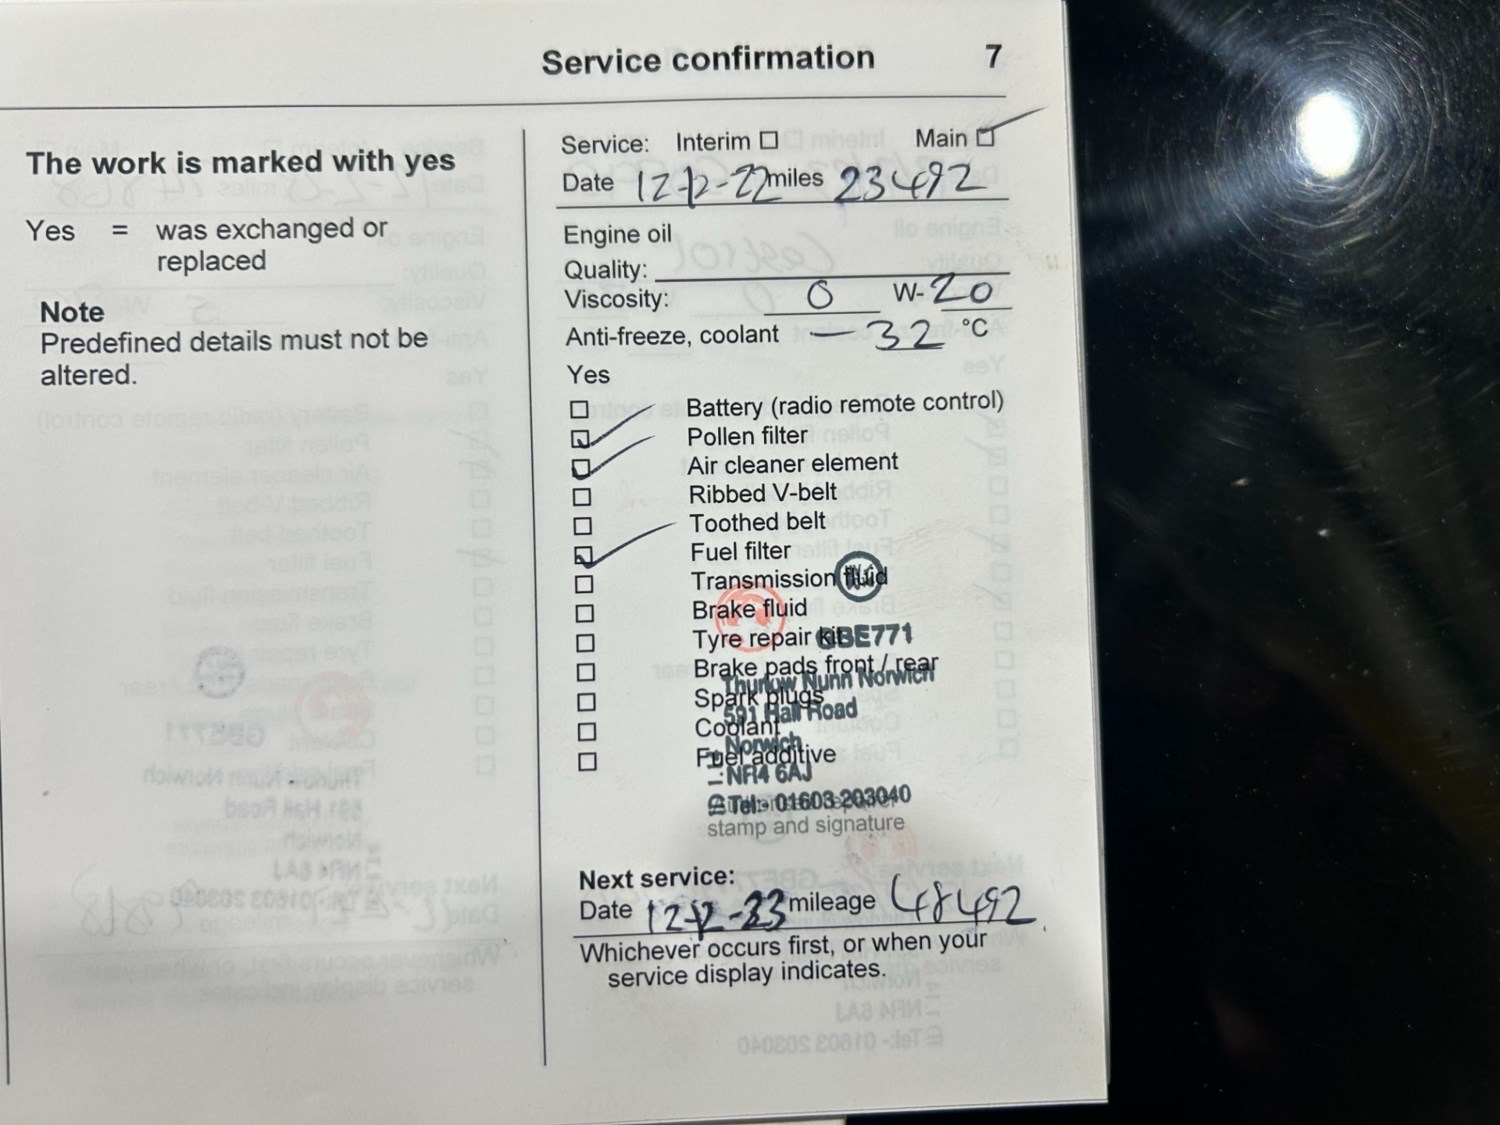 Service confirmation 7
The work is marked with yes
Yes = was exchanged or
replaced
Note
Predefined details must not be
altered.
Service: Interim Main
Date 12-12-22 miles 23492
Engine oil
Quality:
Viscosity: 0 W-20
Anti-freeze, coolant 32 °C
Yes
Battery (radio remote control)
Pollen filter
Air cleaner element
Ribbed V-belt
Toothed belt
Fuel filter
Transmission fluid
Brake fluid
Tyre repair kit GBE771
Brake pads front / rear
Thurlow Nunn Norwich
Spark plugs
591 Hall Road
Coolant
Norwich
Fuel additive
NR4 6AJ
Tel:- 01603 203040
stamp and signature
Next service:
Date 12-12-23 mileage 48492
Whichever occurs first, or when your
service display indicates.